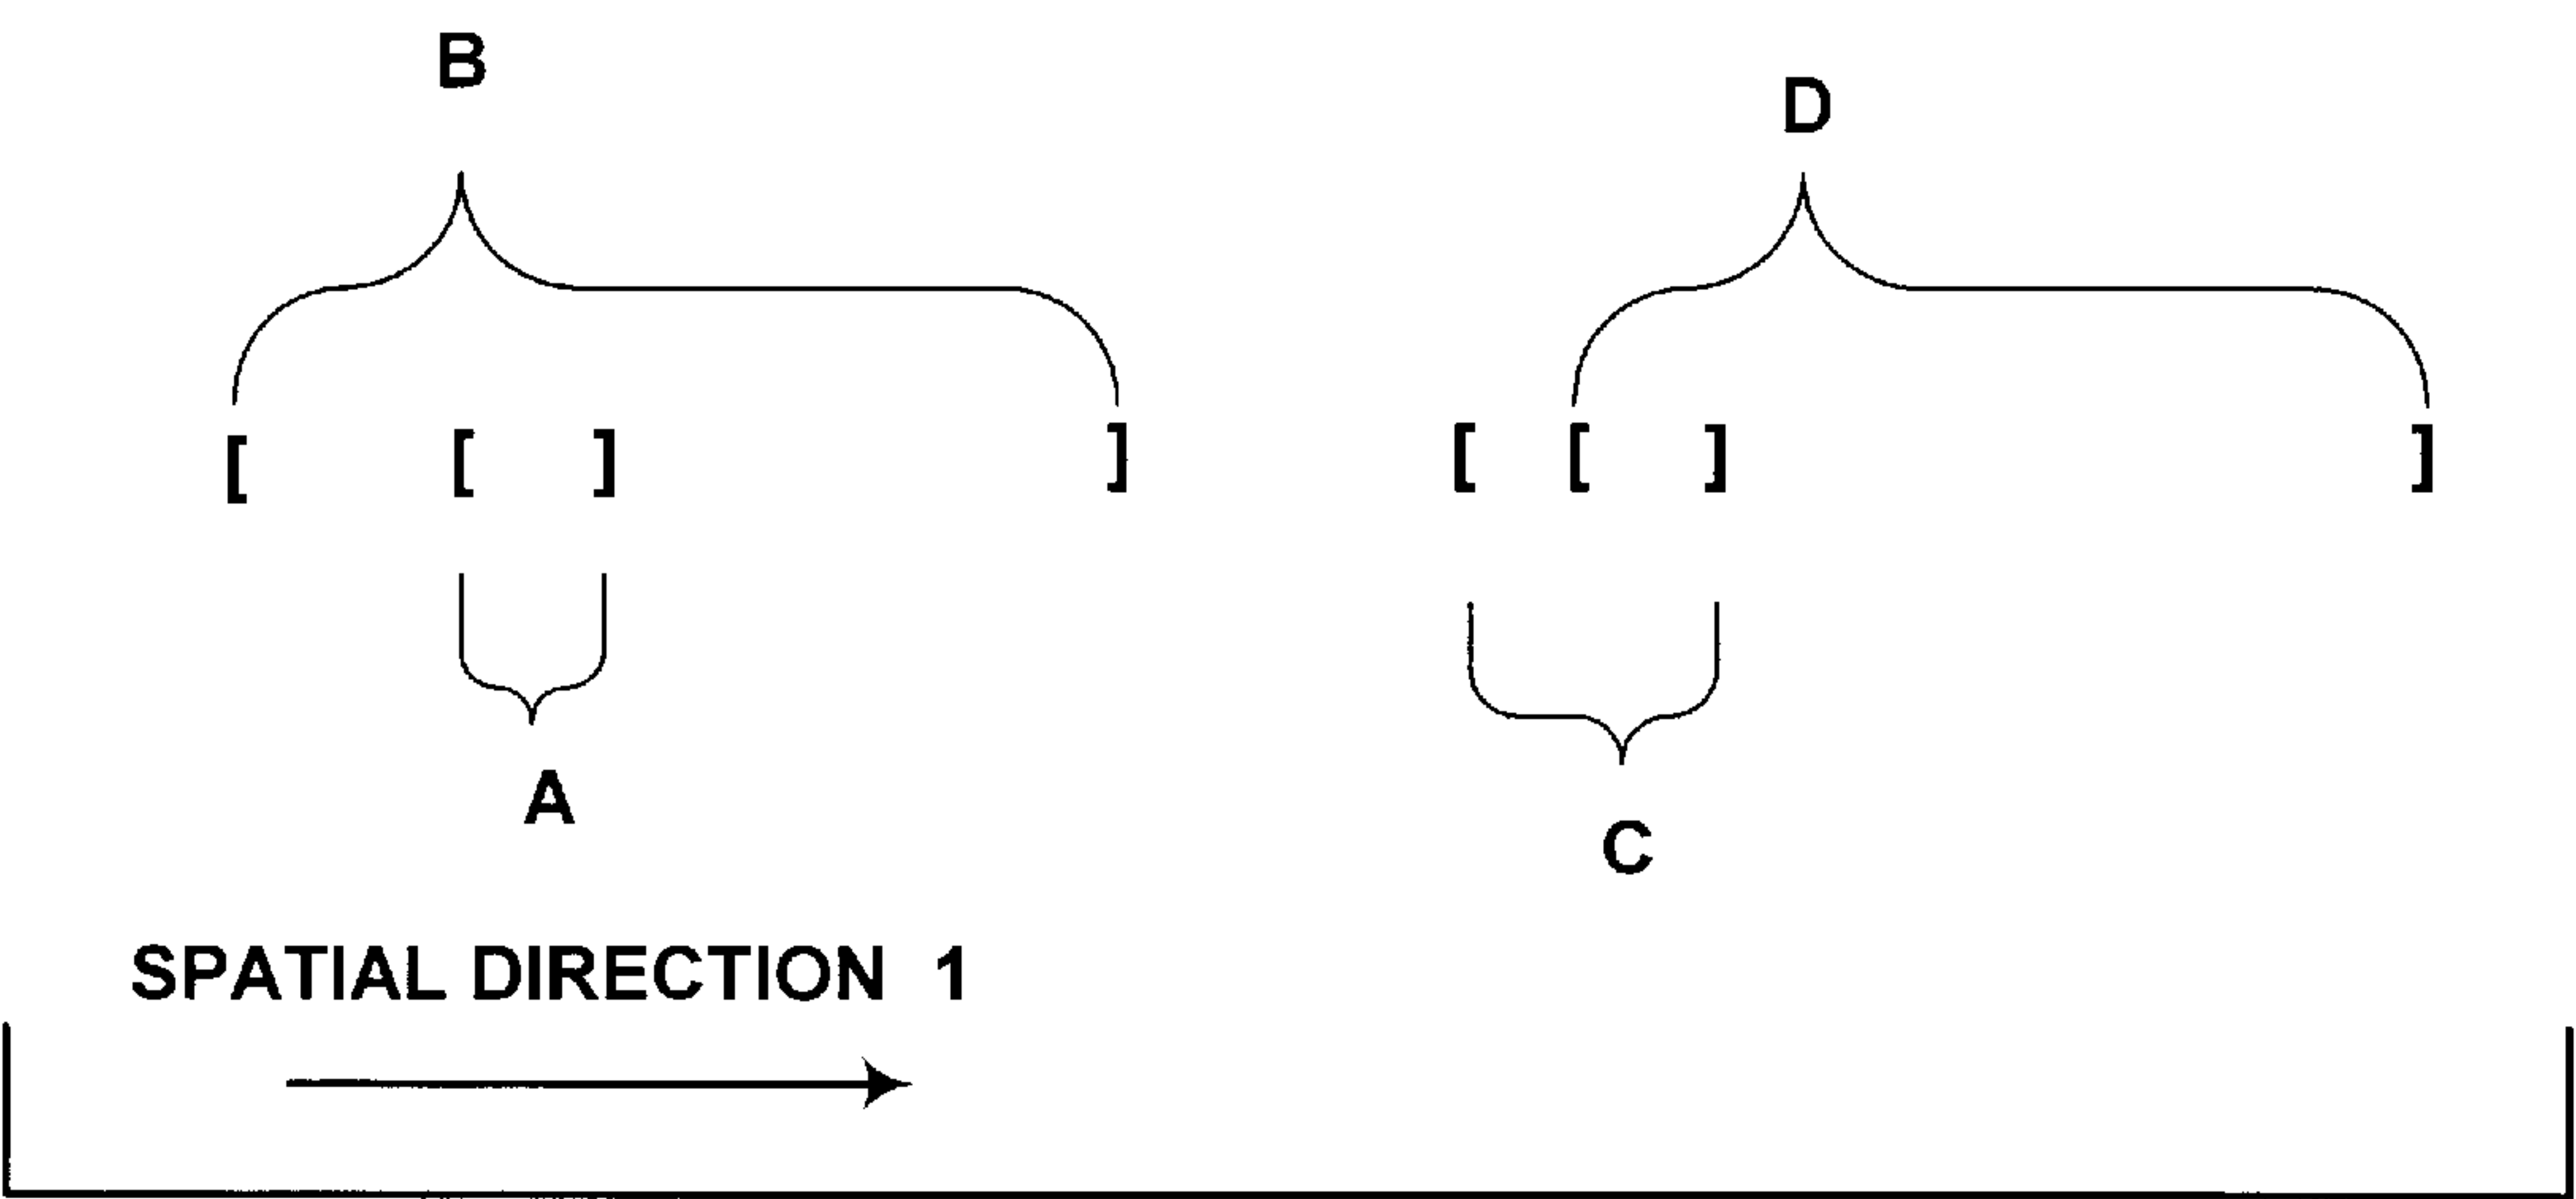 B
D
[ [ ] ] [ [ ] ]
A
C
SPATIAL DIRECTION 1